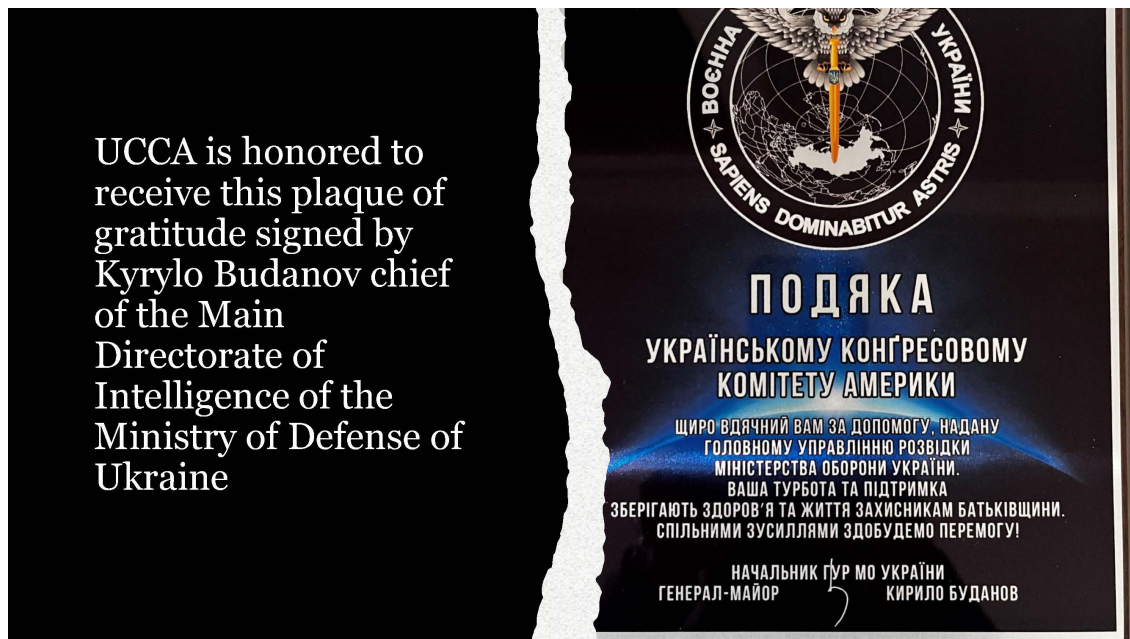 UCCA is honored to
receive this plaque of
gratitude signed by
Kyrylo Budanov chief
of the Main
Directorate of
Intelligence of the
Ministry of Defense of
Ukraine
ВОЄННА
УКРАЇНИ
SAPIENS DOMINABITUR ASTRIS
ПОДЯКА
УКРАЇНСЬКОМУ КОНҐРЕСОВОМУ
КОМІТЕТУ АМЕРИКИ
ЩИРО ВДЯЧНИЙ ВАМ ЗА ДОПОМОГУ, НАДАНУ
ГОЛОВНОМУ УПРАВЛІННЮ РОЗВІДКИ
МІНІСТЕРСТВА ОБОРОНИ УКРАЇНИ.
ВАША ТУРБОТА ТА ПІДТРИМКА
ЗБЕРІГАЮТЬ ЗДОРОВ'Я ТА ЖИТТЯ ЗАХИСНИКАМ БАТЬКІВЩИНИ.
СПІЛЬНИМИ ЗУСИЛЛЯМИ ЗДОБУДЕМО ПЕРЕМОГУ!
НАЧАЛЬНИК ГУР МО УКРАЇНИ
ГЕНЕРАЛ-МАЙОР КИРИЛО БУДАНОВ